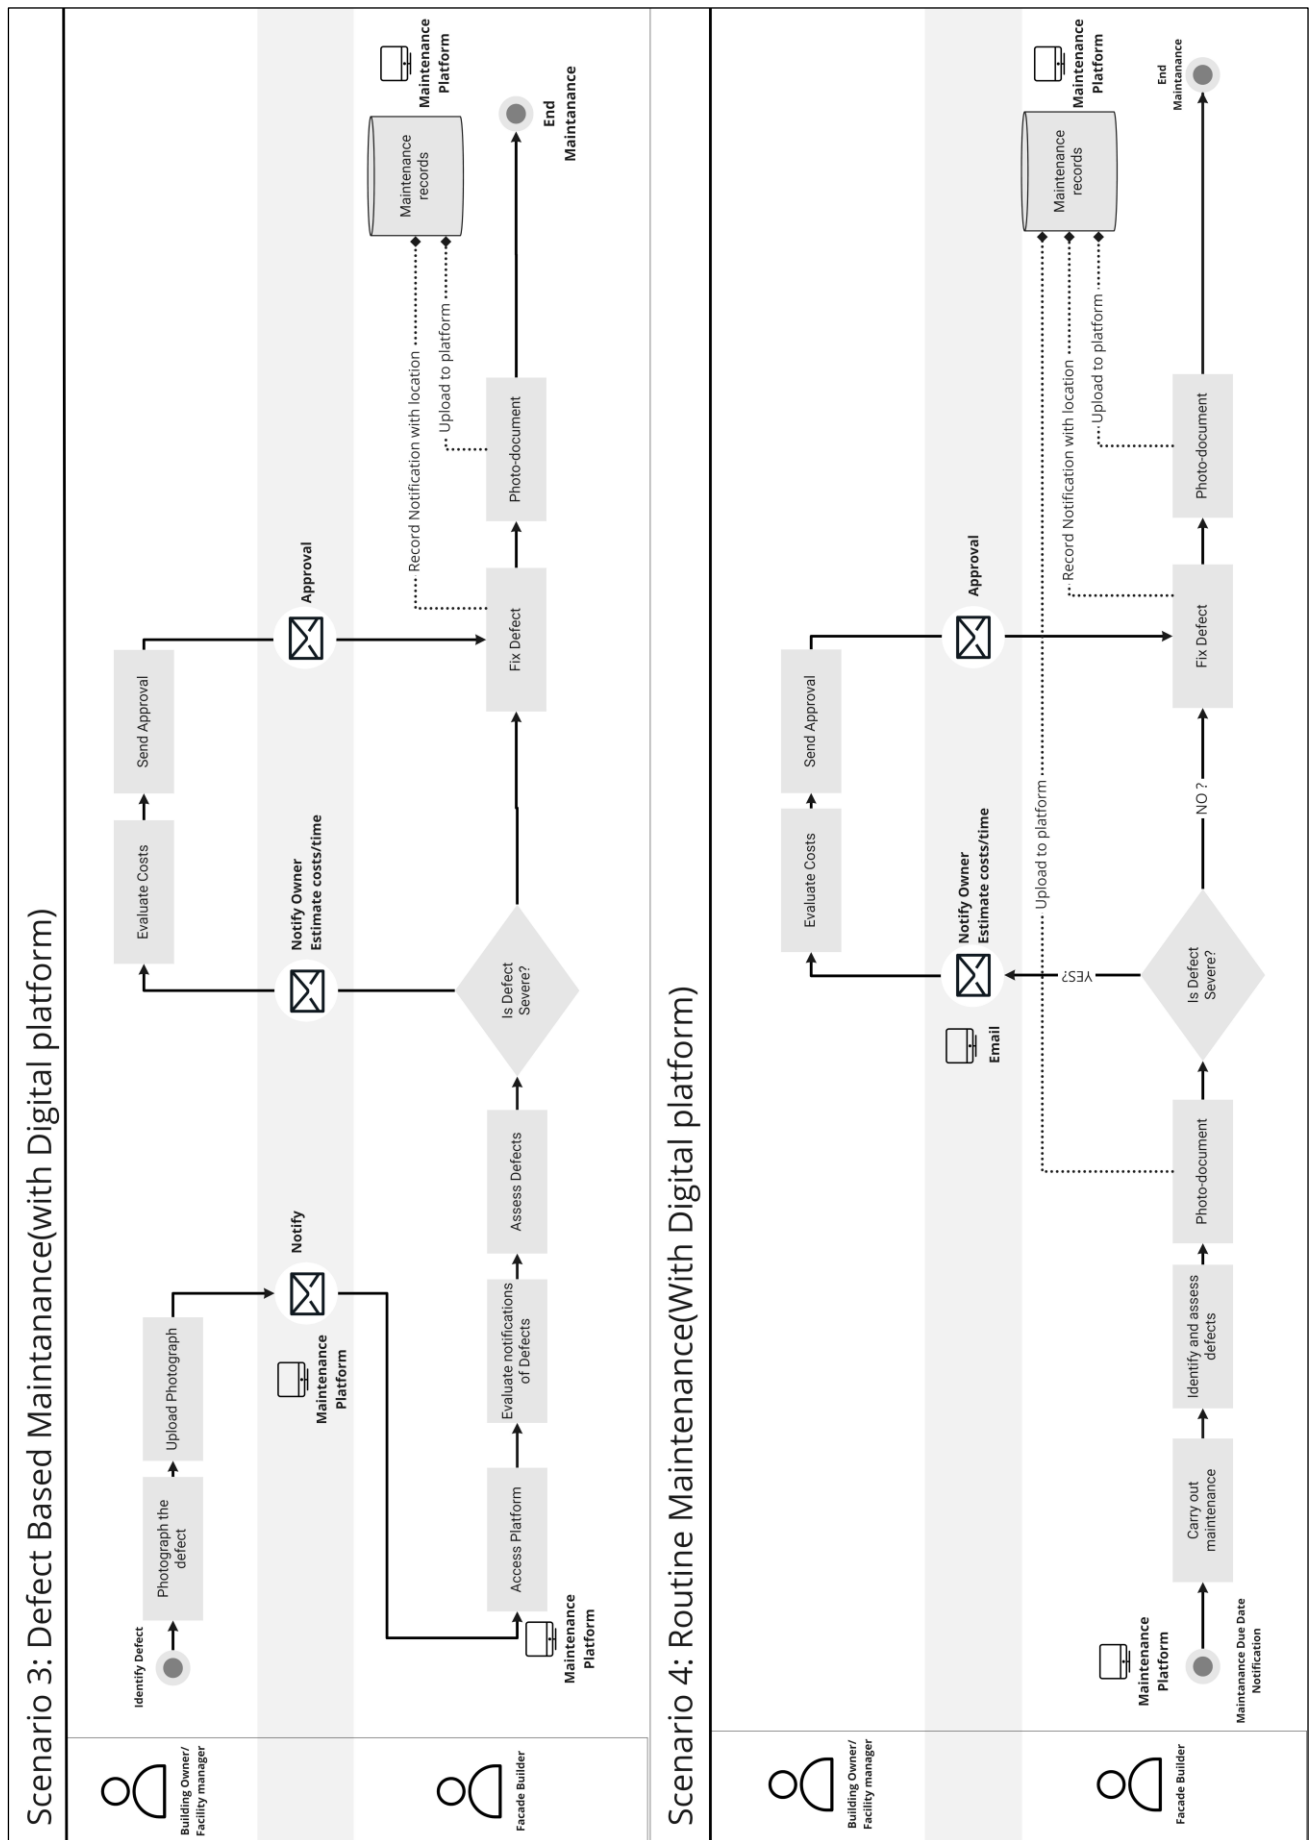 Scenario 3: Defect Based Maintanance(with Digital platform)
Building Owner/
Facility manager
Identify Defect
Photograph the
defect
Upload Photograph
Evaluate Costs
Send Approval
Maintenance
Platform
Notify
Notify Owner
Estimate costs/time
Approval
Facade Builder
Maintenance
Platform
Access Platform
Evaluate notifications
of Defects
Assess Defects
Is Defect
Severe?
Fix Defect
Photo-document
Record Notification with location
Upload to platform
Maintenance
records
Maintenance
Platform
End
Maintanance
Scenario 4: Routine Maintenance(With Digital platform)
Building Owner/
Facility manager
Evaluate Costs
Send Approval
Email
Notify Owner
Estimate costs/time
Approval
Facade Builder
Maintenance
Platform
Maintanance Due Date
Notification
Carry out
maintenance
Identify and assess
defects
Photo-document
Is Defect
Severe?
YES?
NO ?
Fix Defect
Photo-document
Upload to platform
Record Notification with location
Upload to platform
Maintenance
records
Maintenance
Platform
End
Maintanance